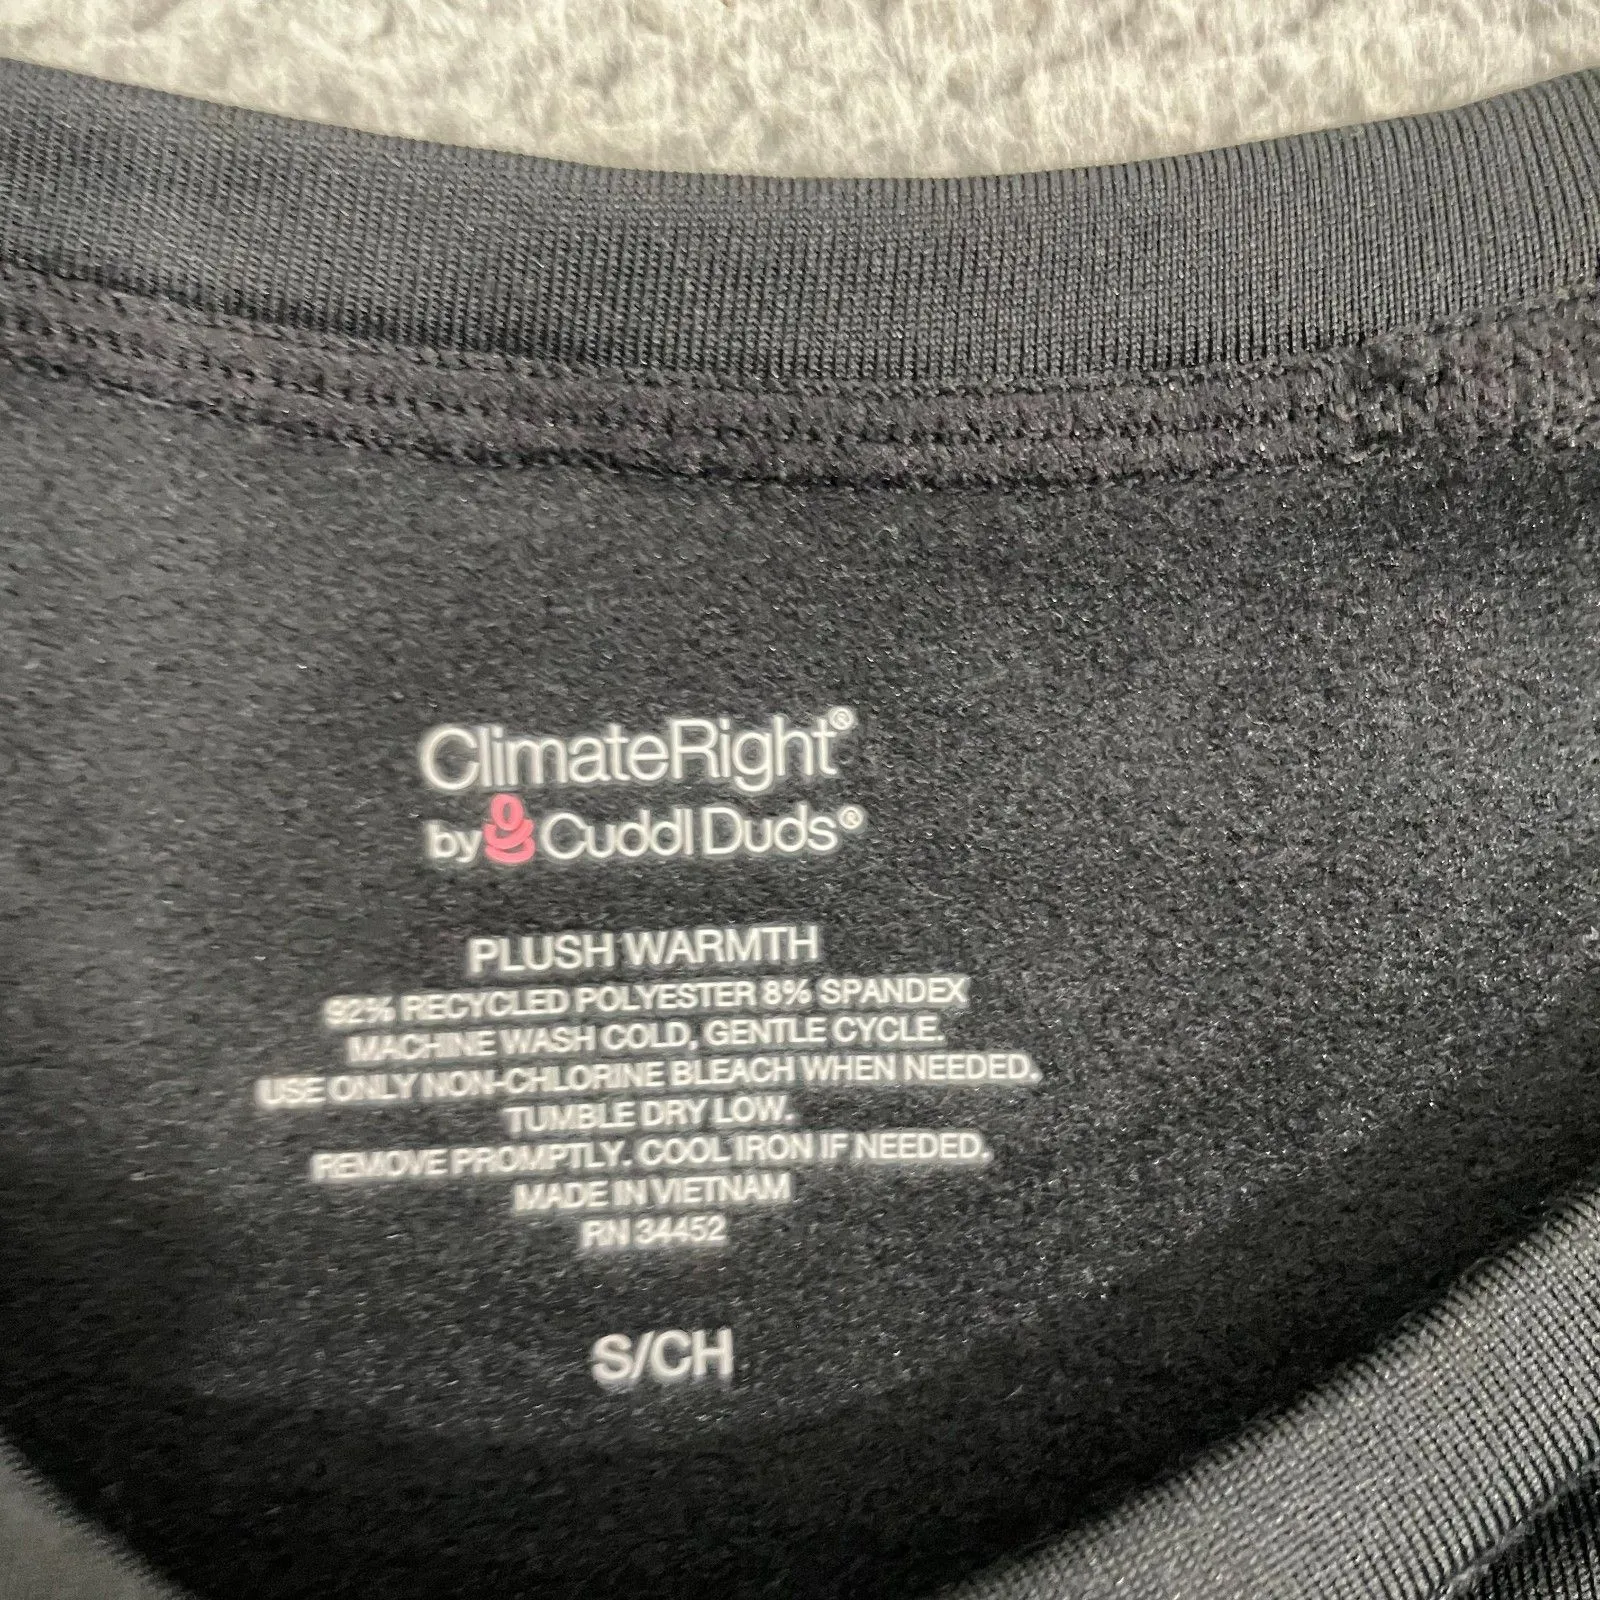 ClimateRight®
by Cuddl Duds®
PLUSH WARMTH
92% RECYCLED POLYESTER 8% SPANDEX
MACHINE WASH COLD, GENTLE CYCLE.
USE ONLY NON-CHLORINE BLEACH WHEN NEEDED.
TUMBLE DRY LOW.
REMOVE PROMPTLY. COOL IRON IF NEEDED.
MADE IN VIETNAM
RN 34452
S/CH